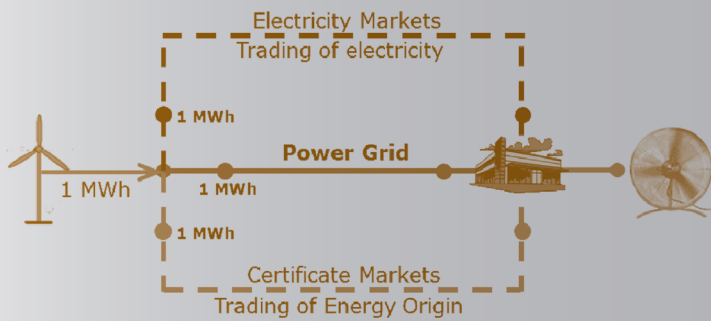 Electricity Markets
Trading of electricity
1 MWh
Power Grid
1 MWh
1 MWh
1 MWh
Certificate Markets
Trading of Energy Origin